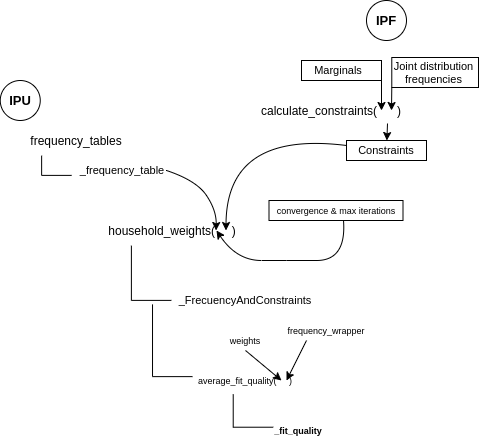 IPF
Marginals
Joint distribution
frequencies
IPU
calculate_constraints( )
frequency_tables
Constraints
_frequency_table
convergence & max iterations
household_weights( )
_FrecuencyAndConstraints
frequency_wrapper
weights
average_fit_quality( )
_fit_quality